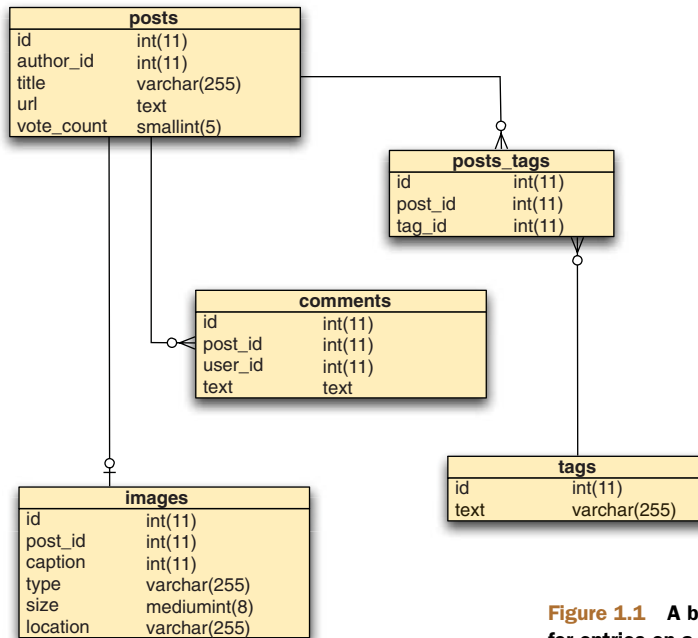 posts
id int(11)
author_id int(11)
title varchar(255)
url text
vote_count smallint(5)
posts_tags
id int(11)
post_id int(11)
tag_id int(11)
comments
id int(11)
post_id int(11)
user_id int(11)
text text
tags
id int(11)
text varchar(255)
images
id int(11)
post_id int(11)
caption int(11)
type varchar(255)
size mediumint(8)
location varchar(255)
Figure 1.1 A b